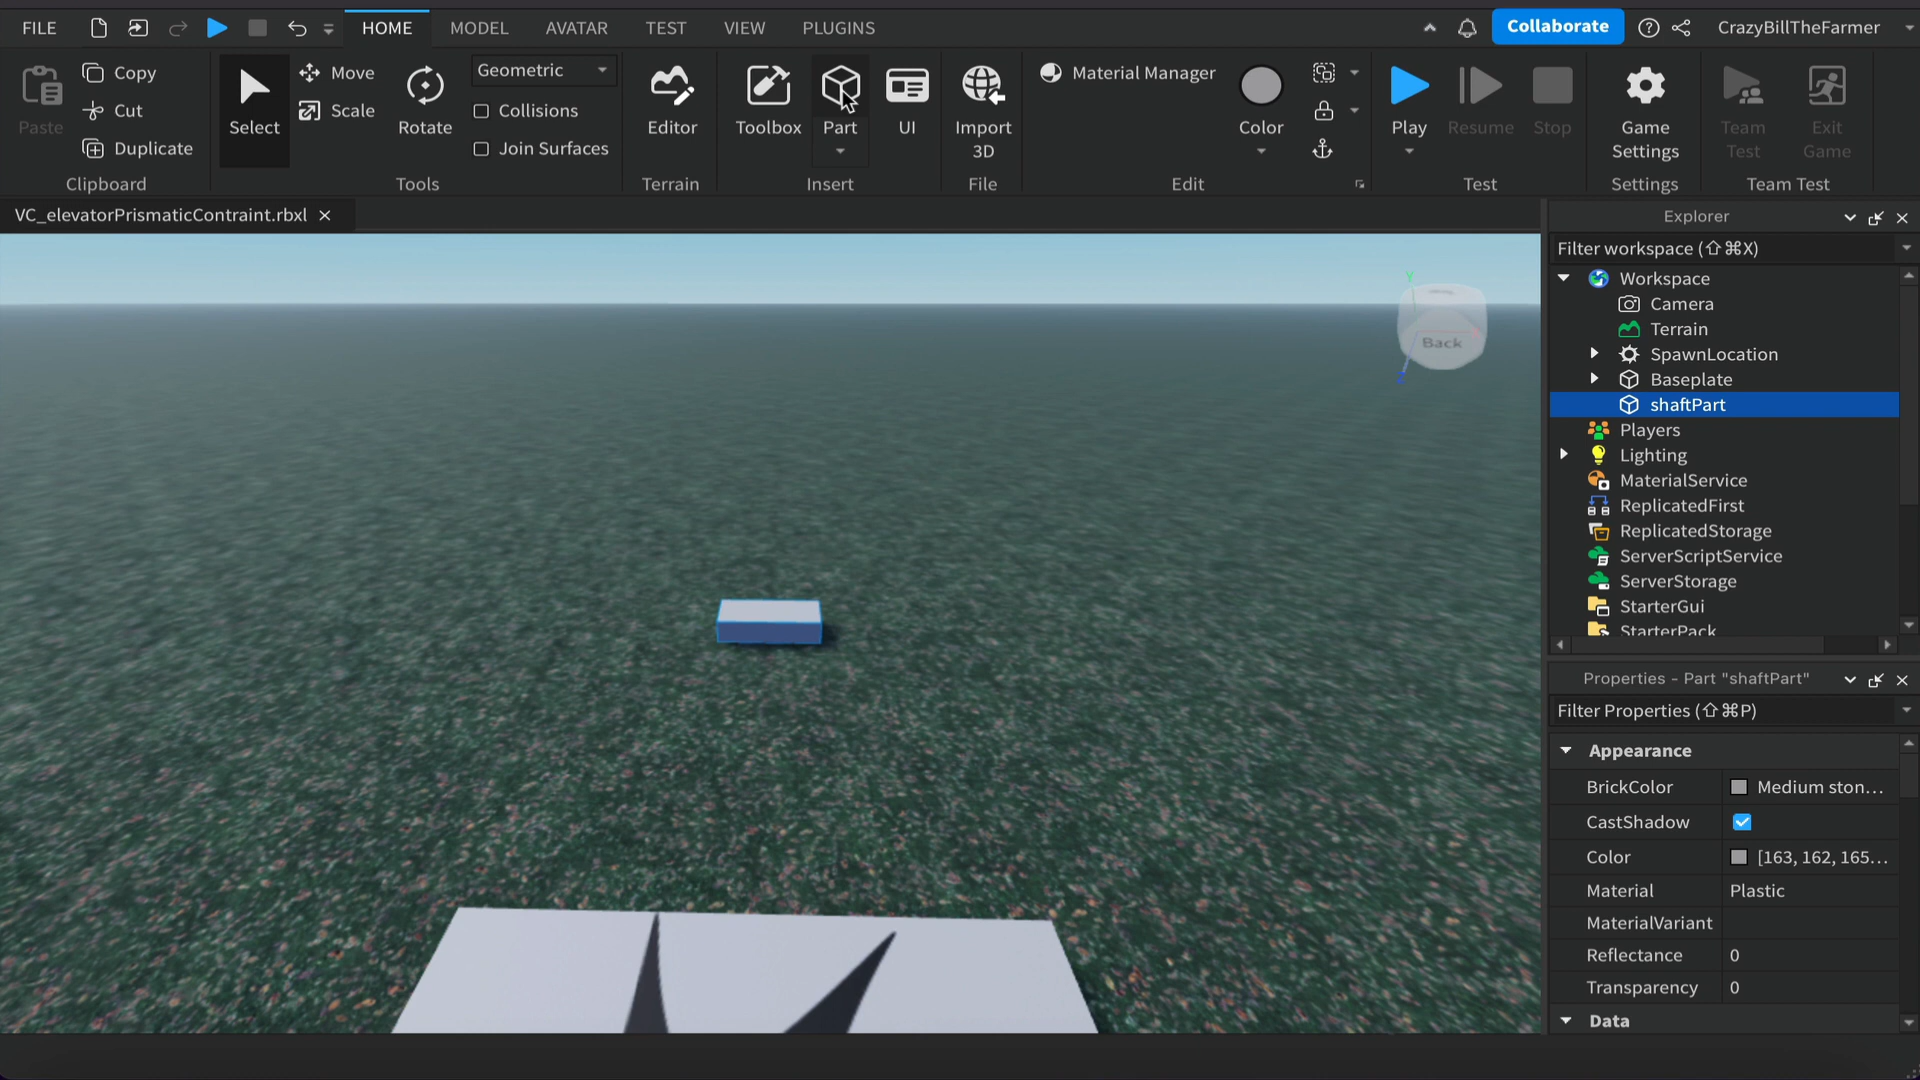 FILE HOME MODEL AVATAR TEST VIEW PLUGINS Collaborate CrazyBillTheFarmer
Paste
Copy
Cut
Duplicate
Clipboard
Select
Move
Scale
Rotate
Geometric
Collisions
Join Surfaces
Tools
Editor
Terrain
Toolbox
Part
UI
Insert
Import
3D
File
Material Manager
Color
Edit
Play
Resume
Stop
Test
Game
Settings
Settings
Team
Test
Exit
Game
Team Test
VC_elevatorPrismaticContraint.rbxl
Y
Back
Z
Explorer
Filter workspace (⇧⌘X)
Workspace
Camera
Terrain
SpawnLocation
Baseplate
shaftPart
Players
Lighting
MaterialService
ReplicatedFirst
ReplicatedStorage
ServerScriptService
ServerStorage
StarterGui
StarterPack
Properties - Part "shaftPart"
Filter Properties (⇧⌘P)
Appearance
BrickColor Medium ston...
CastShadow
Color [163, 162, 165...
Material Plastic
MaterialVariant
Reflectance 0
Transparency 0
Data